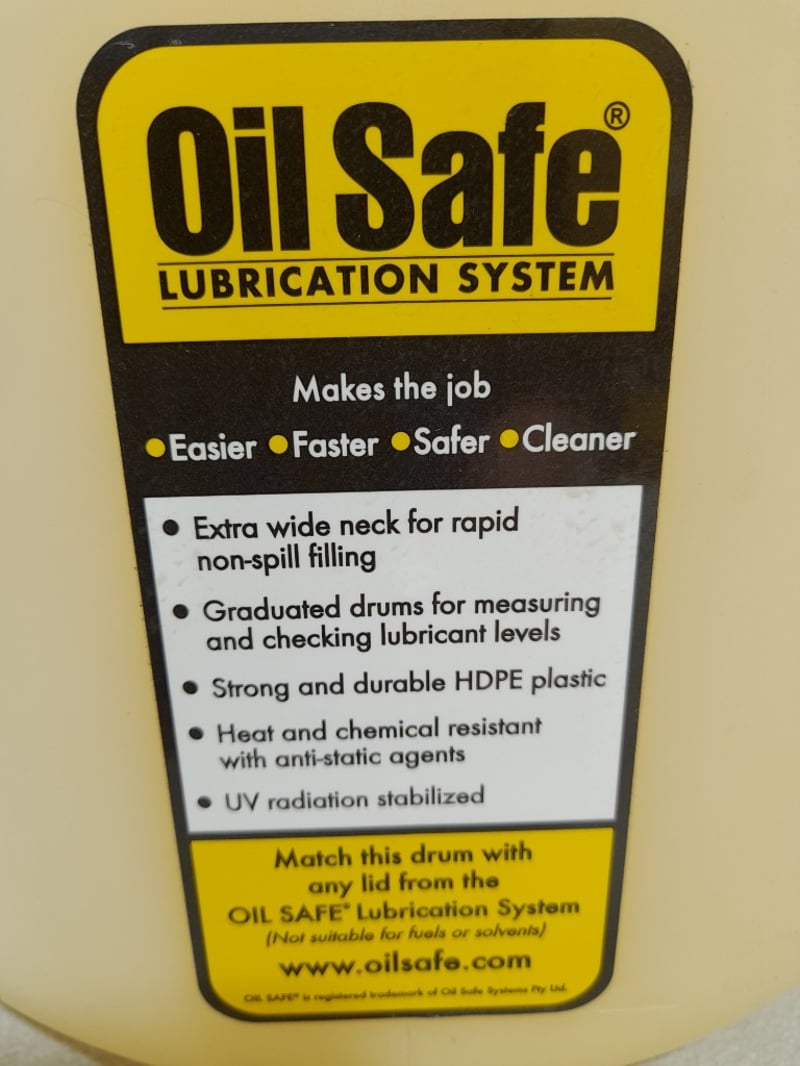 Oil Safe®
LUBRICATION SYSTEM
Makes the job
• Easier • Faster • Safer • Cleaner
• Extra wide neck for rapid
non-spill filling
• Graduated drums for measuring
and checking lubricant levels
• Strong and durable HDPE plastic
• Heat and chemical resistant
with anti-static agents
• UV radiation stabilized
Match this drum with
any lid from the
OIL SAFE® Lubrication System
(Not suitable for fuels or solvents)
www.oilsafe.com
OIL SAFE® is registered trademark of Oil Safe Systems Pty Ltd.